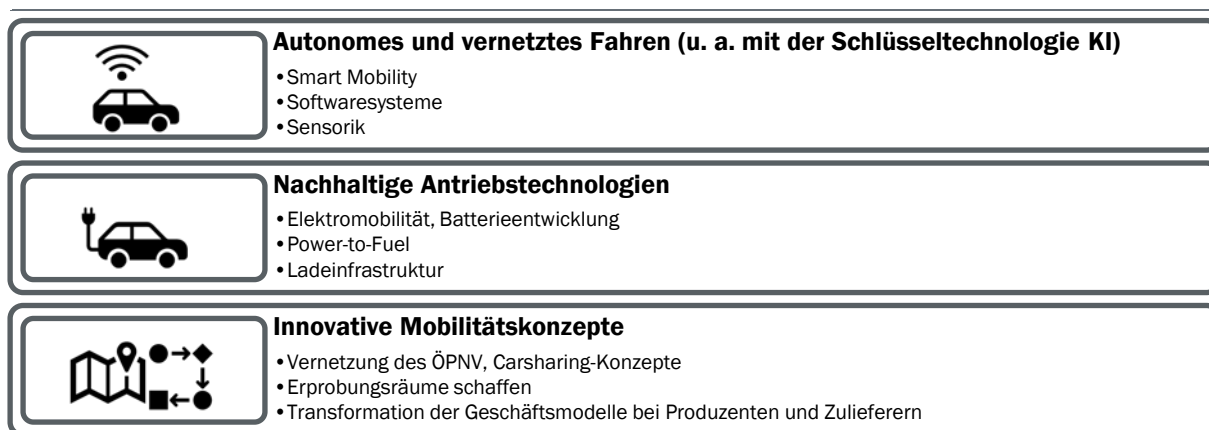 Autonomes und vernetztes Fahren (u. a. mit der Schlüsseltechnologie KI)
•Smart Mobility
•Softwaresysteme
•Sensorik
Nachhaltige Antriebstechnologien
•Elektromobilität, Batterieentwicklung
•Power-to-Fuel
•Ladeinfrastruktur
Innovative Mobilitätskonzepte
•Vernetzung des ÖPNV, Carsharing-Konzepte
•Erprobungsräume schaffen
•Transformation der Geschäftsmodelle bei Produzenten und Zulieferern